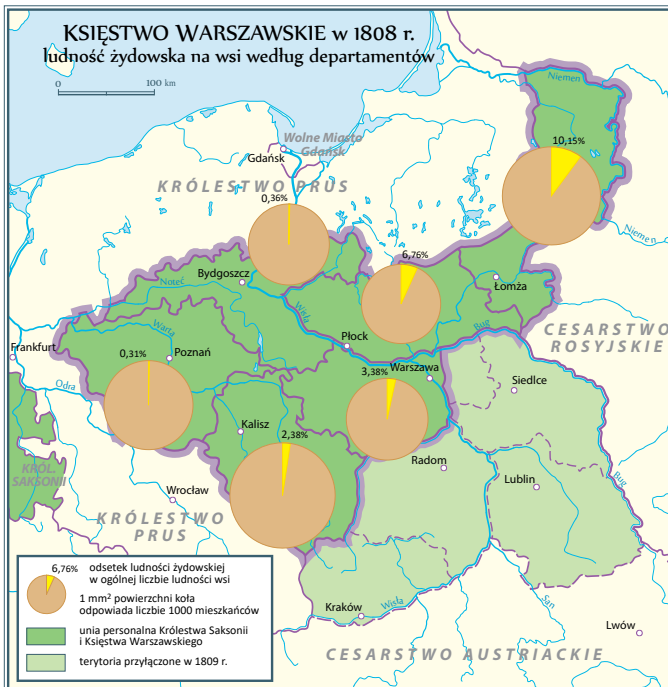 KSIĘSTWO WARSZAWSKIE w 1808 r.
ludność żydowska na wsi według departamentów
0
100 km
Niemen
10,15%
Wolne Miasto
Gdańsk
Gdańsk
KRÓLESTWO PRUS
0,36%
Niemen
6,76%
Bydgoszcz
Noteć
Łomża
Wisła
Bug
CESARSTWO
ROSYJSKIE
Warta
Płock
Frankfurt
0,31%
Poznań
Warszawa
3,38%
Siedlce
Odra
Kalisz
2,38%
Radom
KRÓL.
SAKSONII
Wrocław
Lublin
Bug
KRÓLESTWO
PRUS
6,76%
odsetek ludności żydowskiej
w ogólnej liczbie ludności wsi
1 mm² powierzchni koła
odpowiada liczbie 1000 mieszkańców
unia personalna Królestwa Saksonii
i Księstwa Warszawskiego
terytoria przyłączone w 1809 r.
Wisła
San
Kraków
Lwów
CESARSTWO AUSTRIACKIE